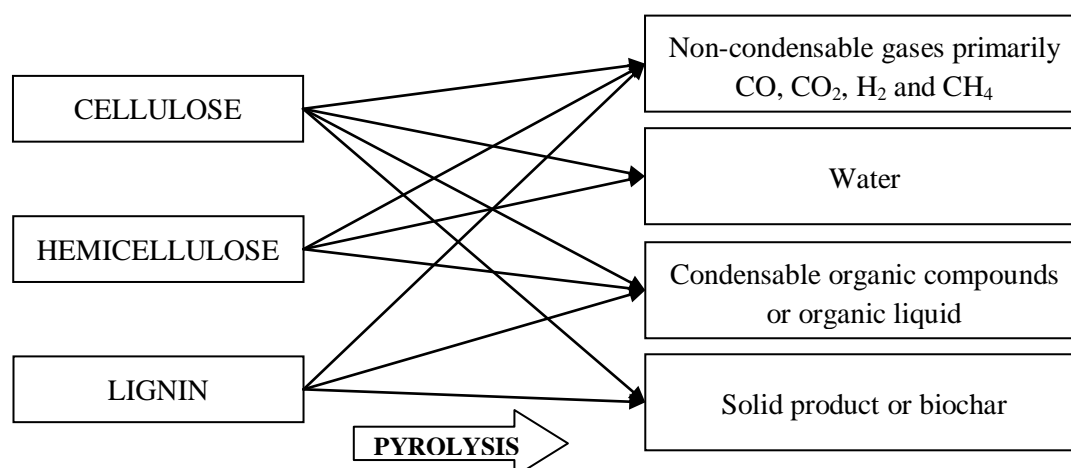 CELLULOSE
HEMICELLULOSE
LIGNIN
PYROLYSIS
Non-condensable gases primarily
CO, CO₂, H₂ and CH₄
Water
Condensable organic compounds
or organic liquid
Solid product or biochar